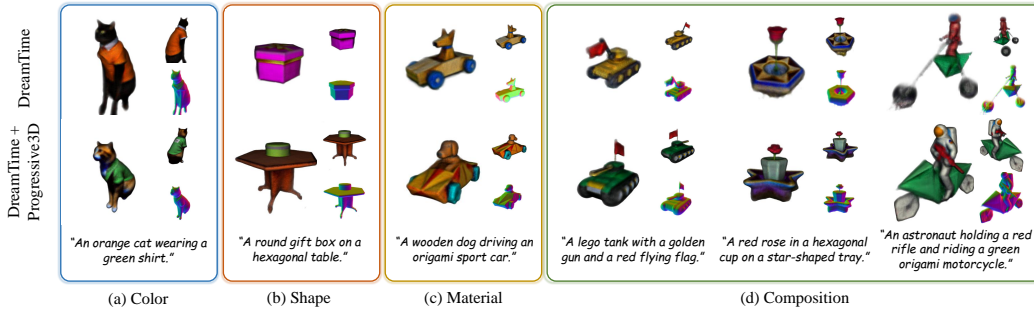 DreamTime
DreamTime +
Progressive3D
"An orange cat wearing a
green shirt."
"A round gift box on a
hexagonal table."
"A wooden dog driving an
origami sport car."
"A lego tank with a golden
gun and a red flying flag."
"A red rose in a hexagonal
cup on a star-shaped tray."
"An astronaut holding a red
rifle and riding a green
origami motorcycle."
(a) Color
(b) Shape
(c) Material
(d) Composition